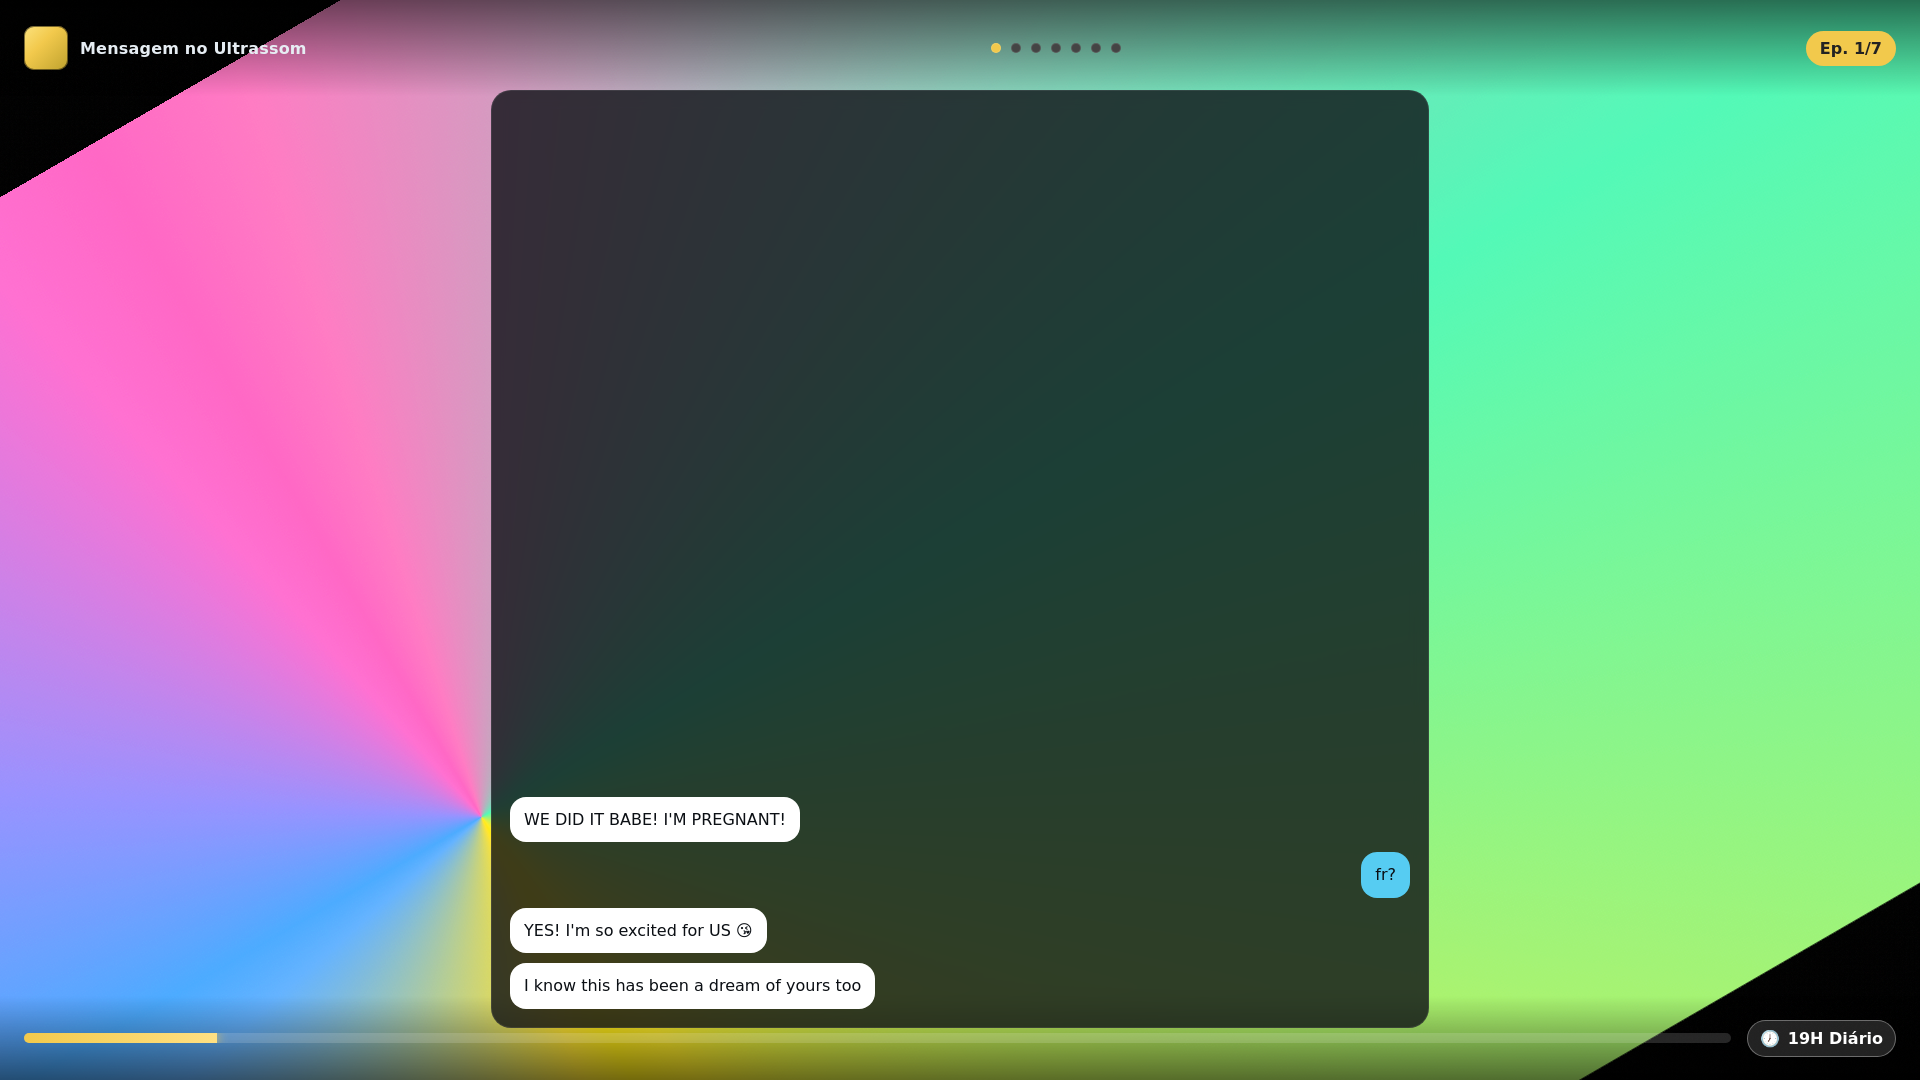 Mensagem no Ultrassom
Ep. 1/7
WE DID IT BABE! I'M PREGNANT!
fr?
YES! I'm so excited for US 😘
I know this has been a dream of yours too
🕖 19H Diário